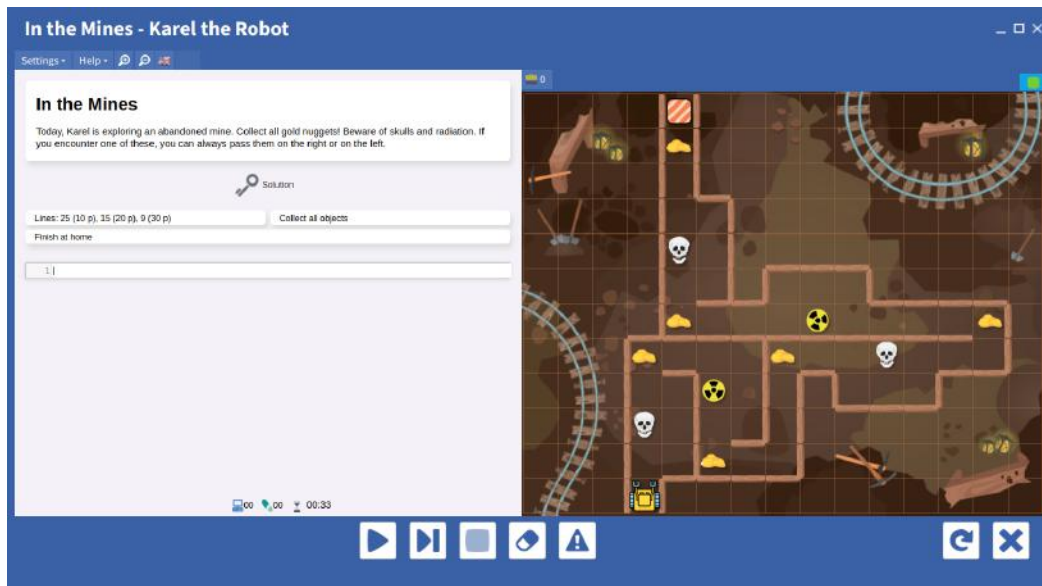 In the Mines - Karel the Robot
Settings
Help
0
In the Mines
Today, Karel is exploring an abandoned mine. Collect all gold nuggets! Beware of skulls and radiation. If
you encounter one of these, you can always pass them on the right or on the left.
Solution
Lines: 25 (10 p), 15 (20 p), 9 (30 p)
Collect all objects
Finish at home
1
00 00 00:33